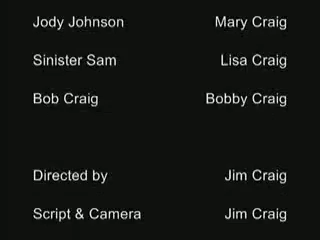 Jody Johnson Mary Craig
Sinister Sam Lisa Craig
Bob Craig Bobby Craig
Directed by Jim Craig
Script & Camera Jim Craig